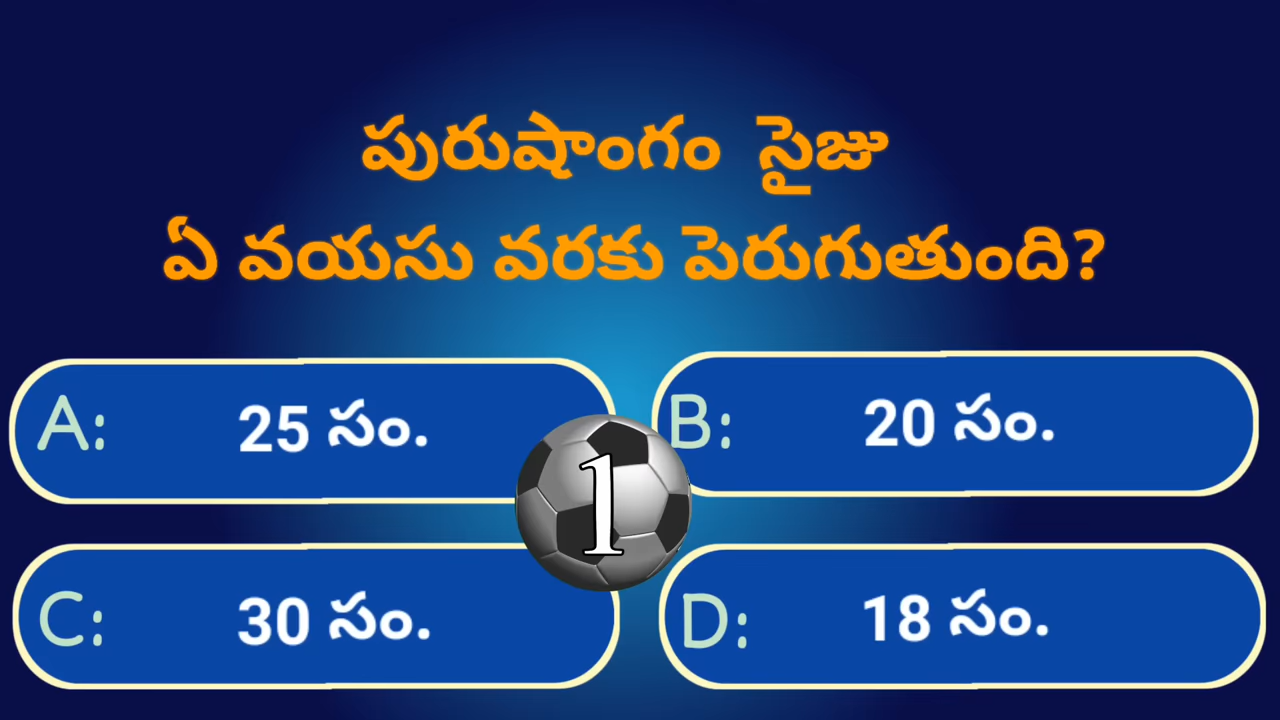 పురుషాంగం సైజు
ఏ వయసు వరకు పెరుగుతుంది?
A: 25 సం.
B: 20 సం.
1
C: 30 సం.
D: 18 సం.